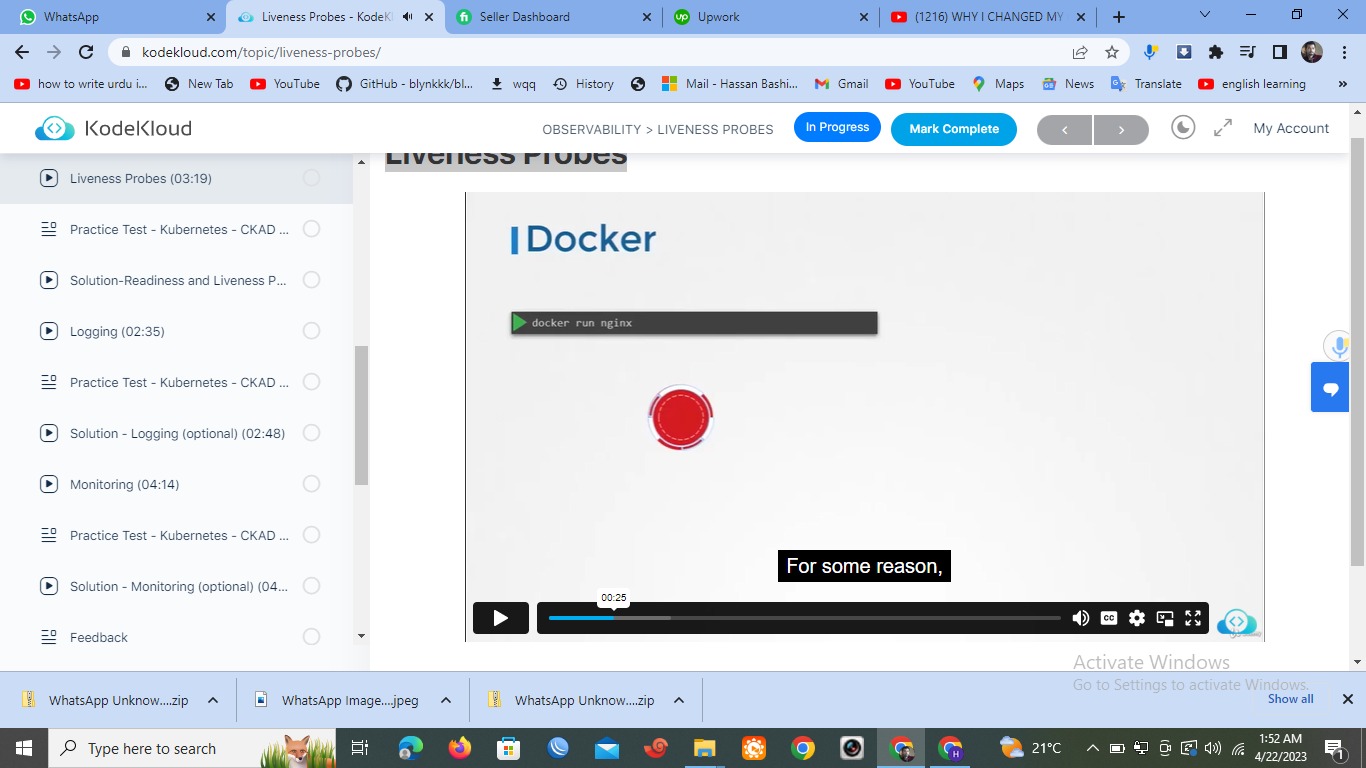 WhatsApp
Liveness Probes - KodeKl
Seller Dashboard
Upwork
(1216) WHY I CHANGED MY
kodekloud.com/topic/liveness-probes/
how to write urdu i...
New Tab
YouTube
GitHub - blynkkk/bl...
wqq
History
Mail - Hassan Bashi...
Gmail
YouTube
Maps
News
Translate
english learning
KodeKloud
OBSERVABILITY > LIVENESS PROBES
In Progress
Mark Complete
My Account
Liveness Probes
Liveness Probes (03:19)
Practice Test - Kubernetes - CKAD ...
Solution-Readiness and Liveness P...
Logging (02:35)
Practice Test - Kubernetes - CKAD ...
Solution - Logging (optional) (02:48)
Monitoring (04:14)
Practice Test - Kubernetes - CKAD ...
Solution - Monitoring (optional) (04...
Feedback
Docker
docker run nginx
For some reason,
00:25
CC
Activate Windows
Go to Settings to activate Windows.
WhatsApp Unknow....zip
WhatsApp Image....jpeg
WhatsApp Unknow....zip
Show all
Type here to search
21°C
1:52 AM
4/22/2023
1